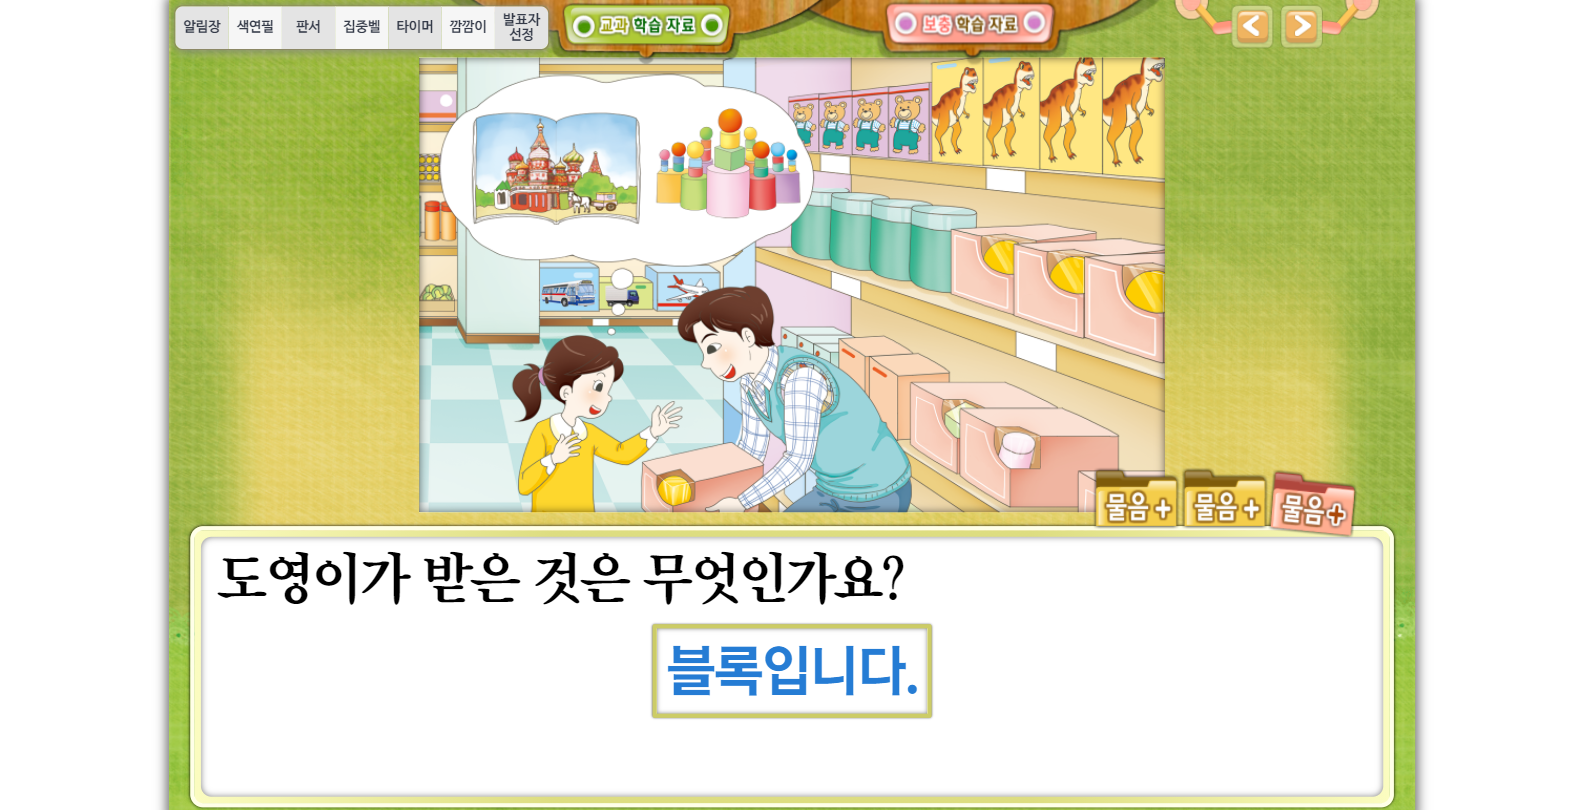 알림장 색연필 판서 집중벨 타이머 깜깜이 발표자 선정
교과 학습 자료
보충 학습 자료
물음+ 물음+ 물음+
도영이가 받은 것은 무엇인가요?
블록입니다.